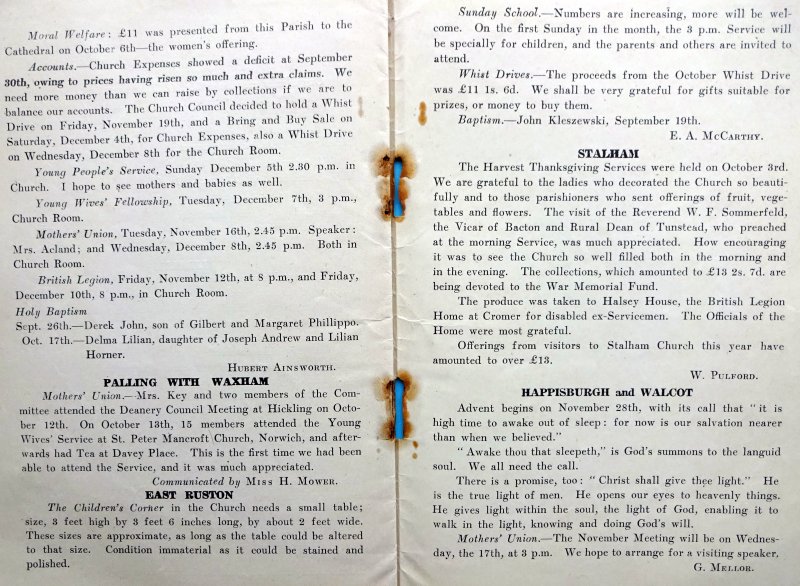 Moral Welfare: £11 was presented from this Parish to the
Cathedral on October 6th—the women's offering.
Accounts.—Church Expenses showed a deficit at September
30th, owing to prices having risen so much and extra claims. We
need more money than we can raise by collections if we are to
balance our accounts. The Church Council decided to hold a Whist
Drive on Friday, November 19th, and a Bring and Buy Sale on
Saturday, December 4th, for Church Expenses, also a Whist Drive
on Wednesday, December 8th for the Church Room.
Young People's Service, Sunday December 5th 2.30 p.m. in
Church. I hope to see mothers and babies as well.
Young Wives' Fellowship, Tuesday, December 7th, 3 p.m.,
Church Room.
Mothers' Union, Tuesday, November 16th, 2.45 p.m. Speaker:
Mrs. Acland; and Wednesday, December 8th, 2.45 p.m. Both in
Church Room.
British Legion, Friday, November 12th, at 8 p.m., and Friday,
December 10th, 8 p.m., in Church Room.
Holy Baptism
Sept. 26th.—Derek John, son of Gilbert and Margaret Phillippo.
Oct. 17th.—Delma Lilian, daughter of Joseph Andrew and Lilian
Horner.
HUBERT AINSWORTH.
PALLING WITH WAXHAM
Mothers' Union.—Mrs. Key and two members of the Com-
mittee attended the Deanery Council Meeting at Hickling on Octo-
ber 12th. On October 13th, 15 members attended the Young
Wives' Service at St. Peter Mancroft Church, Norwich, and after-
wards had Tea at Davey Place. This is the first time we had been
able to attend the Service, and it was much appreciated.
Communicated by MISS H. MOWER.
EAST RUSTON
The Children's Corner in the Church needs a small table;
size, 3 feet high by 3 feet 6 inches long, by about 2 feet wide.
These sizes are approximate, as long as the table could be altered
to that size. Condition immaterial as it could be stained and
polished.
Sunday School.—Numbers are increasing, more will be wel-
come. On the first Sunday in the month, the 3 p.m. Service will
be specially for children, and the parents and others are invited to
attend.
Whist Drives.—The proceeds from the October Whist Drive
was £11 1s. 6d. We shall be very grateful for gifts suitable for
prizes, or money to buy them.
Baptism.—John Kleszewski, September 19th.
E. A. MCCARTHY.
STALHAM
The Harvest Thanksgiving Services were held on October 3rd.
We are grateful to the ladies who decorated the Church so beauti-
fully and to those parishioners who sent offerings of fruit, vege-
tables and flowers. The visit of the Reverend W. F. Sommerfeld,
the Vicar of Bacton and Rural Dean of Tunstead, who preached
at the morning Service, was much appreciated. How encouraging
it was to see the Church so well filled both in the morning and
in the evening. The collections, which amounted to £13 2s. 7d. are
being devoted to the War Memorial Fund.
The produce was taken to Halsey House, the British Legion
Home at Cromer for disabled ex-Servicemen. The Officials of the
Home were most grateful.
Offerings from visitors to Stalham Church this year have
amounted to over £13.
W. PULFORD.
HAPPISBURGH and WALCOT
Advent begins on November 28th, with its call that "it is
high time to awake out of sleep: for now is our salvation nearer
than when we believed."
"Awake thou that sleepeth," is God's summons to the languid
soul. We all need the call.
There is a promise, too: "Christ shall give thee light." He
is the true light of men. He opens our eyes to heavenly things.
He gives light within the soul, the light of God, enabling it to
walk in the light, knowing and doing God's will.
Mothers' Union.—The November Meeting will be on Wednes-
day, the 17th, at 3 p.m. We hope to arrange for a visiting speaker.
G. MELLOR.